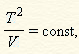 T²/V = const,